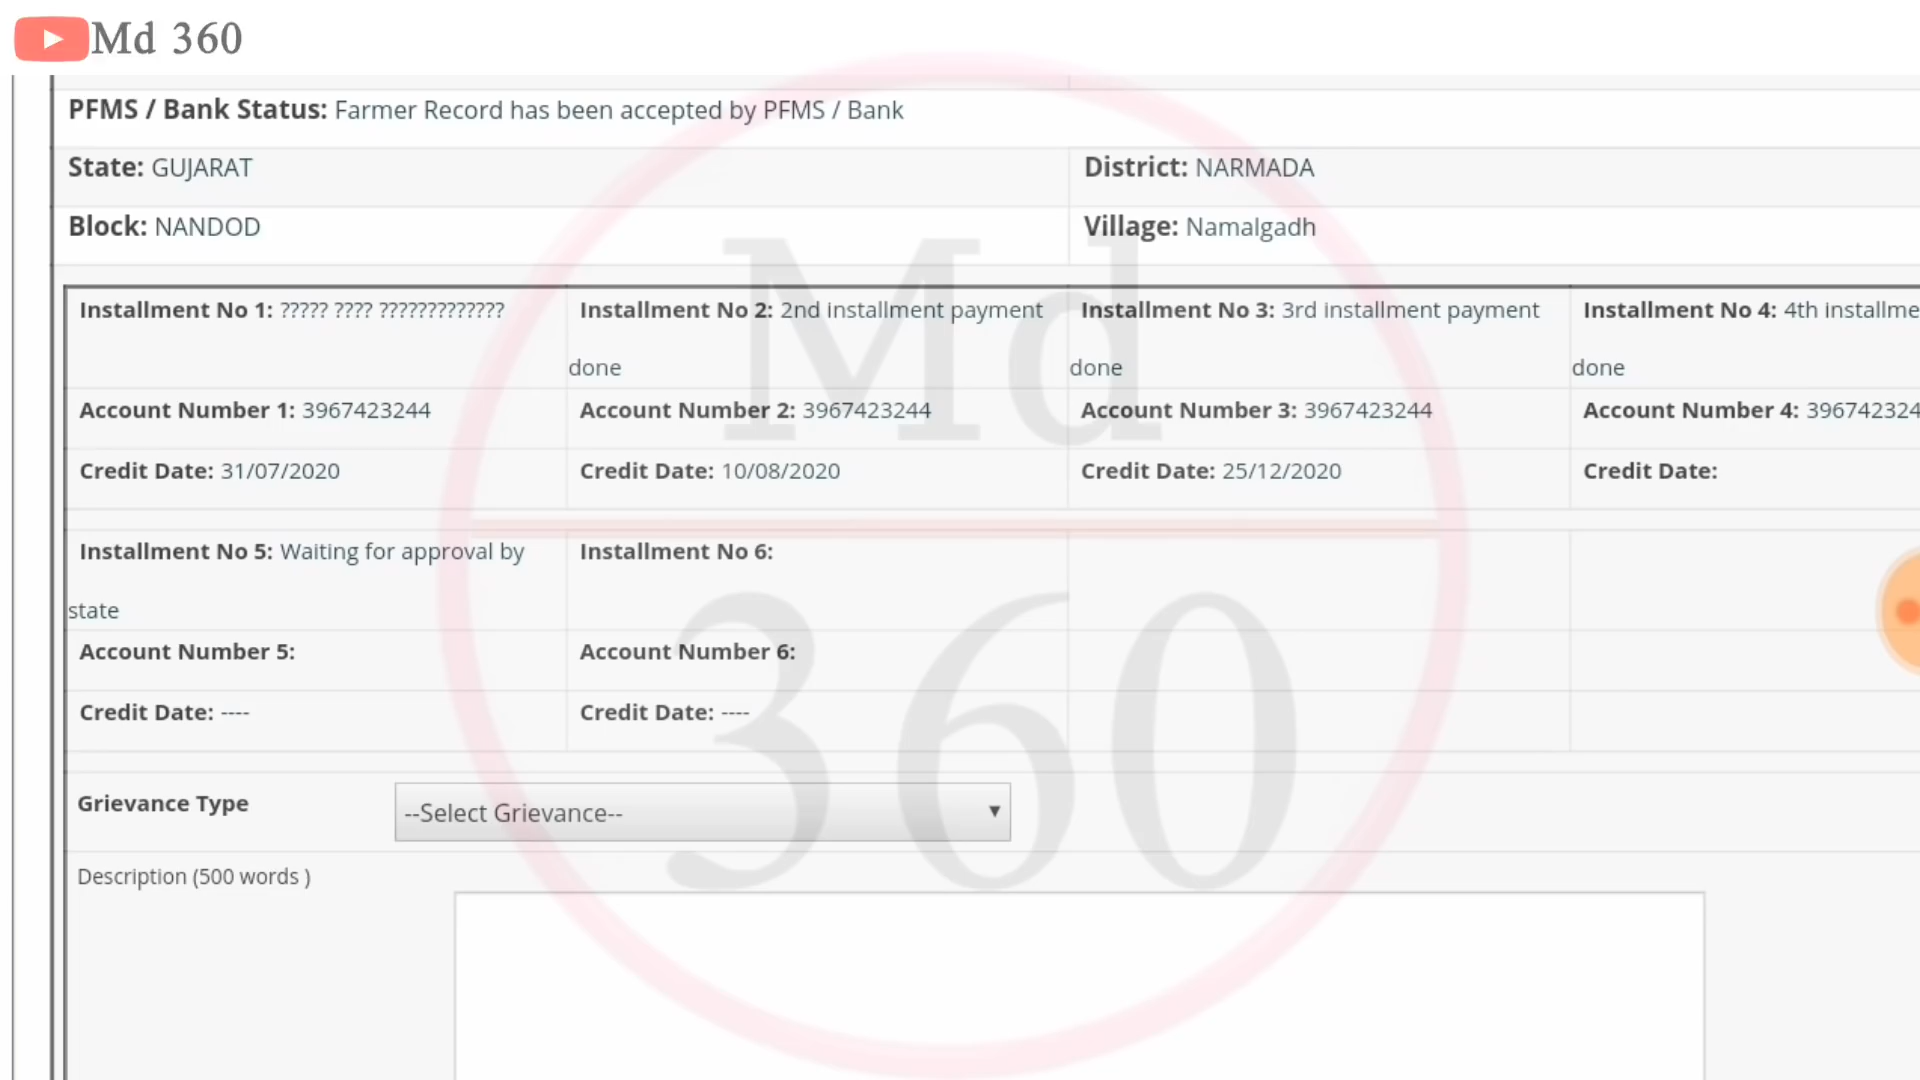 Md 360
PFMS / Bank Status: Farmer Record has been accepted by PFMS / Bank
State: GUJARAT
District: NARMADA
Block: NANDOD
Village: Namalgadh
Installment No 1: ????? ???? ?????????????
Installment No 2: 2nd installment payment
done
Installment No 3: 3rd installment payment
done
Installment No 4: 4th installme
done
Account Number 1: 3967423244
Account Number 2: 3967423244
Account Number 3: 3967423244
Account Number 4: 396742324
Credit Date: 31/07/2020
Credit Date: 10/08/2020
Credit Date: 25/12/2020
Credit Date:
Installment No 5: Waiting for approval by
state
Installment No 6:
Account Number 5:
Account Number 6:
Credit Date: ----
Credit Date: ----
Grievance Type
--Select Grievance--
Description (500 words )
Md
360